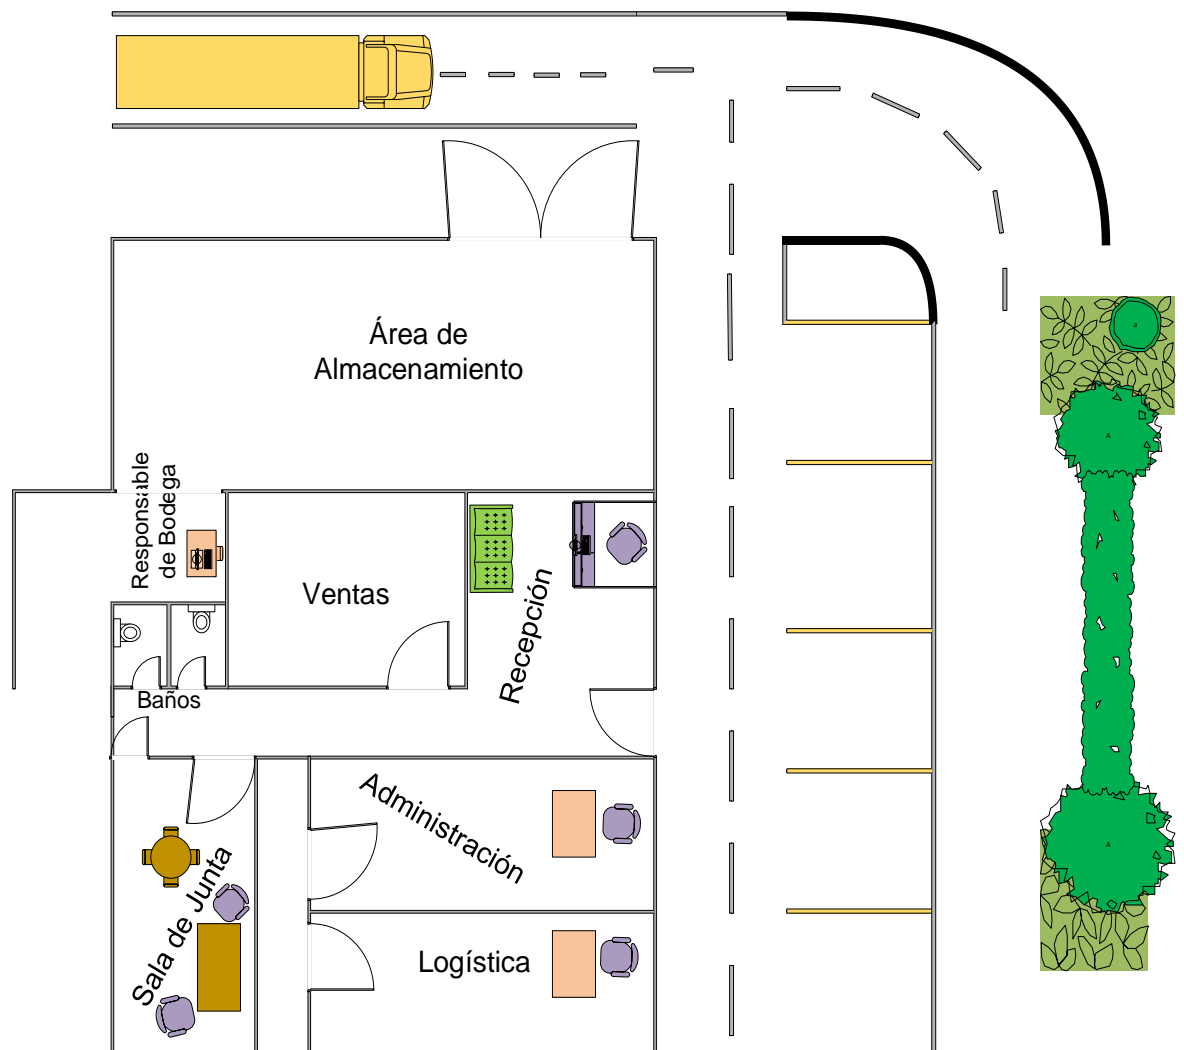 Área de
Almacenamiento
Responsable
de Bodega
Ventas
Recepción
Baños
Administración
Sala de Junta
Logística
B
A
A